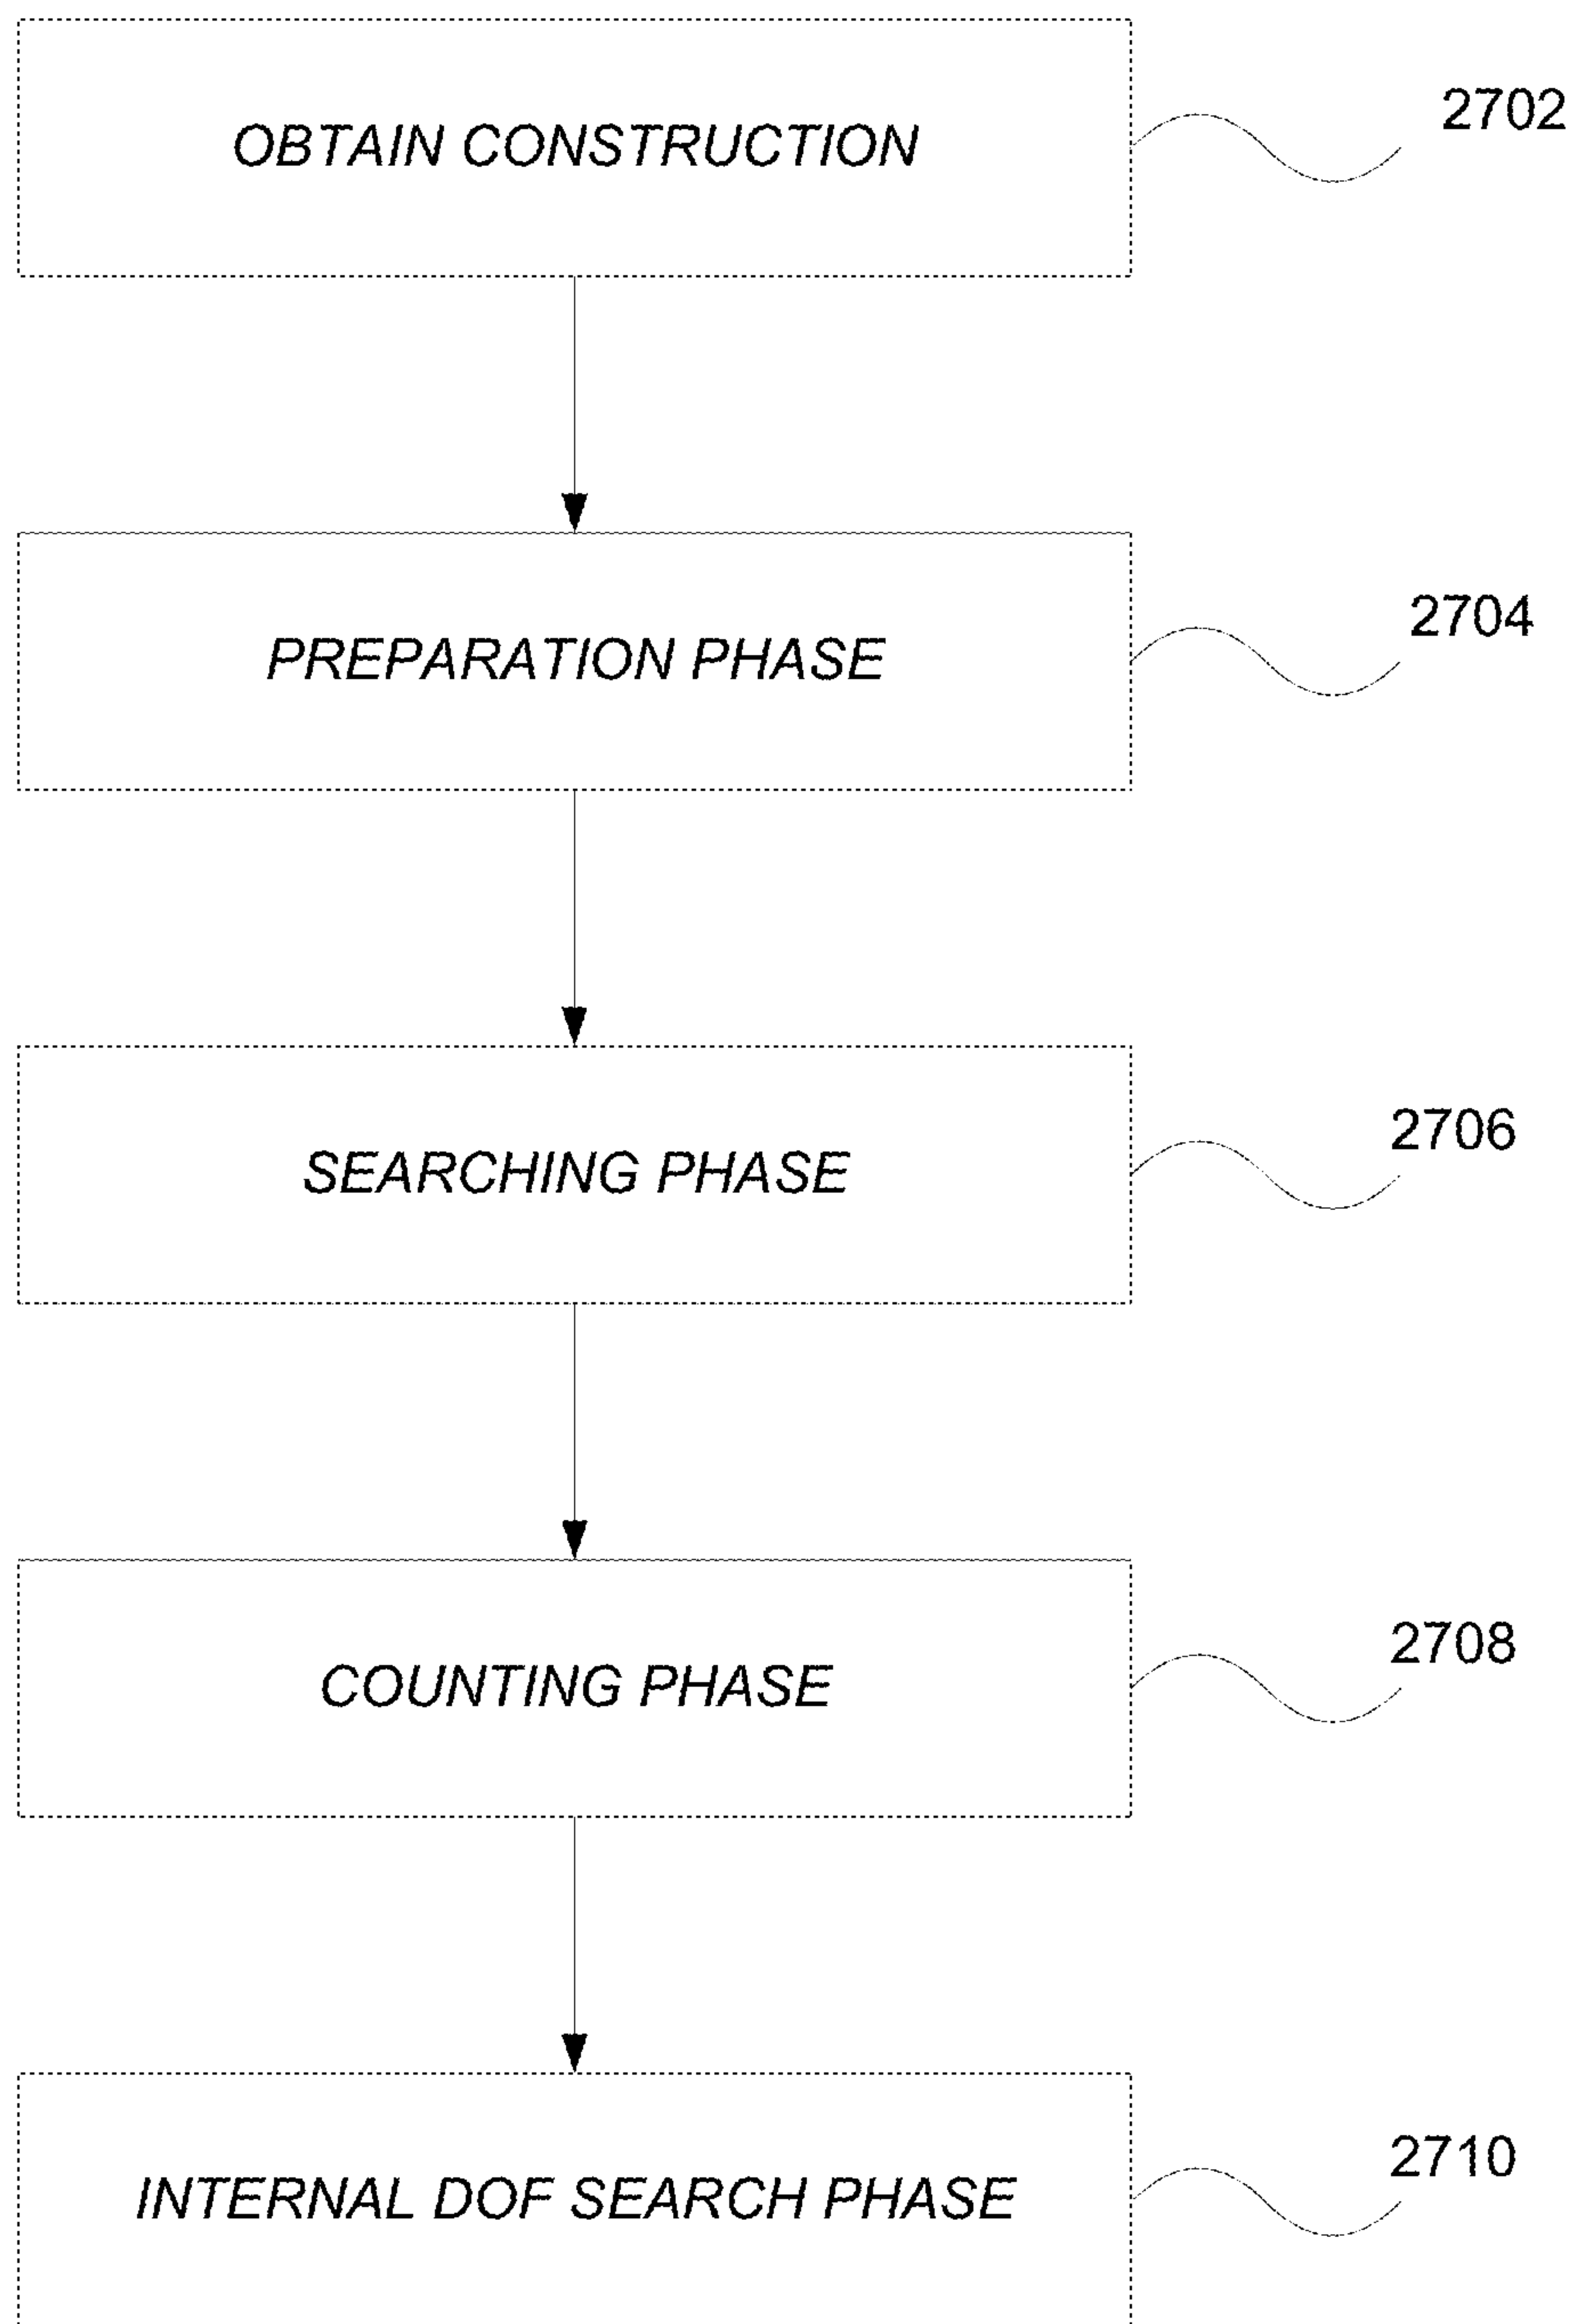 OBTAIN CONSTRUCTION
2702
PREPARATION PHASE
2704
SEARCHING PHASE
2706
COUNTING PHASE
2708
INTERNAL DOF SEARCH PHASE
2710